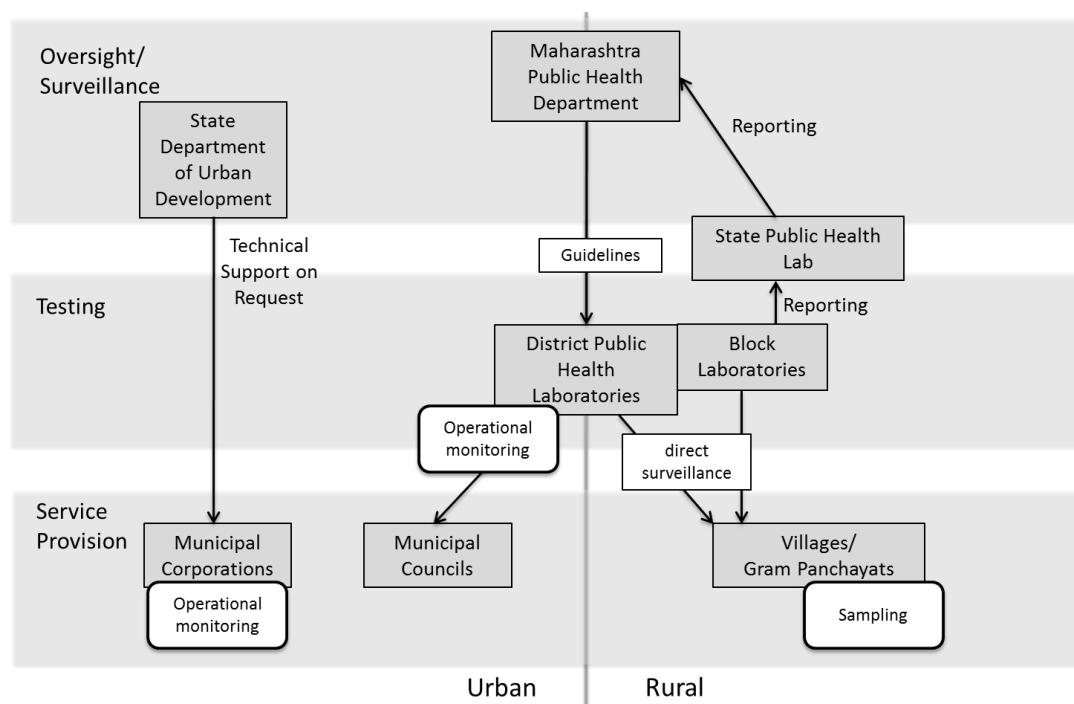 Oversight/
Surveillance
Maharashtra
Public Health
Department
State
Department
of Urban
Development
Reporting
Technical
Support on
Request
Guidelines
State Public Health
Lab
Testing
Reporting
District Public
Health
Laboratories
Block
Laboratories
Operational
monitoring
direct
surveillance
Service
Provision
Municipal
Corporations
Operational
monitoring
Municipal
Councils
Villages/
Gram Panchayats
Sampling
Urban
Rural